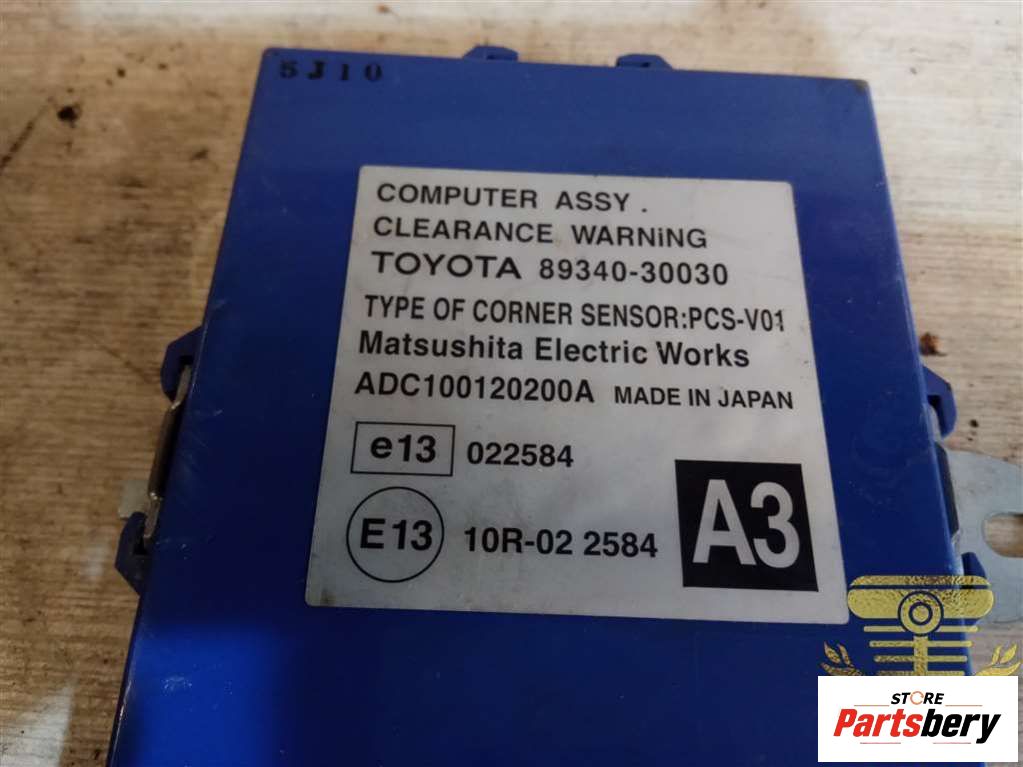 5J10
COMPUTER ASSY .
CLEARANCE WARNiNG
TOYOTA 89340-30030
TYPE OF CORNER SENSOR:PCS-V01
Matsushita Electric Works
ADC100120200A MADE IN JAPAN
e13 022584
E13 10R-02 2584
A3
STORE
Partsbery